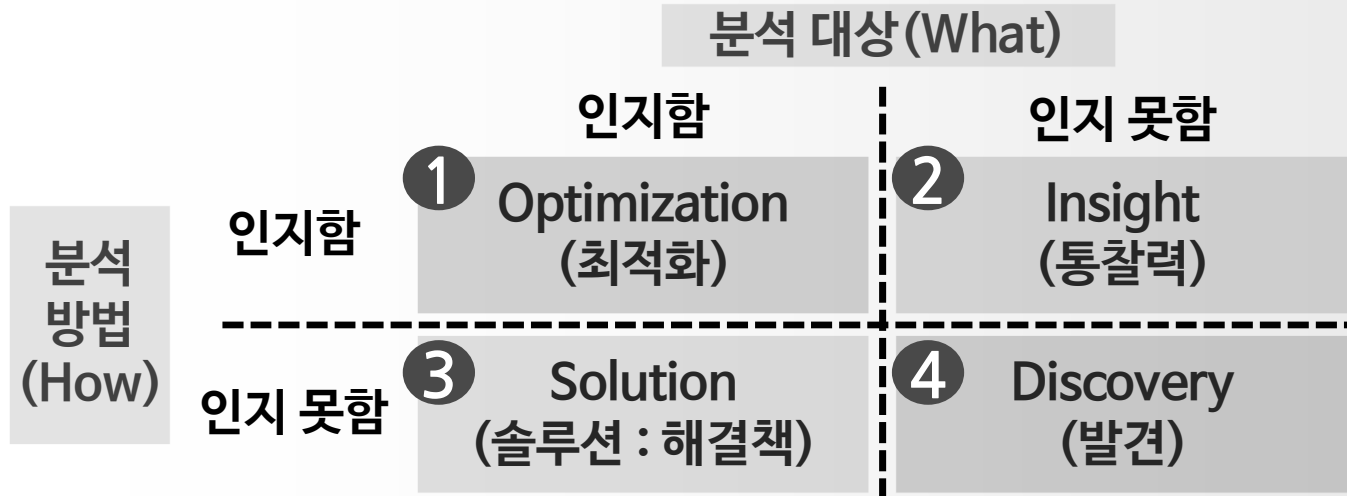 분석 대상(What)
인지함
인지 못함
분석
방법
(How)
인지함
1
Optimization
(최적화)
2
Insight
(통찰력)
인지 못함
3
Solution
(솔루션 : 해결책)
4
Discovery
(발견)